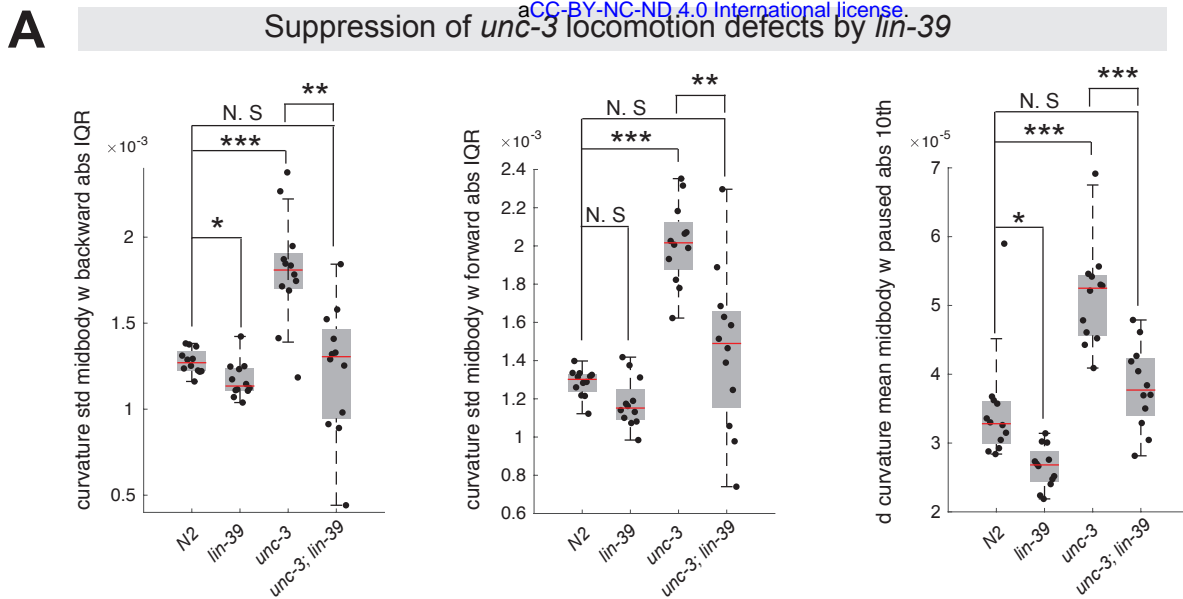 aCC-BY-NC-ND 4.0 International license.
A
Suppression of unc-3 locomotion defects by lin-39
curvature std midbody w backward abs IQR
×10⁻³
2
1.5
1
0.5
**
N. S
***
*
N2
lin-39
unc-3
unc-3; lin-39
curvature std midbody w forward abs IQR
×10⁻³
2.4
2.2
2
1.8
1.6
1.4
1.2
1
0.8
0.6
**
N. S
***
N. S
N2
lin-39
unc-3
unc-3; lin-39
d curvature mean midbody w paused abs 10th
×10⁻⁵
7
6
5
4
3
2
***
N. S
***
*
N2
lin-39
unc-3
unc-3; lin-39